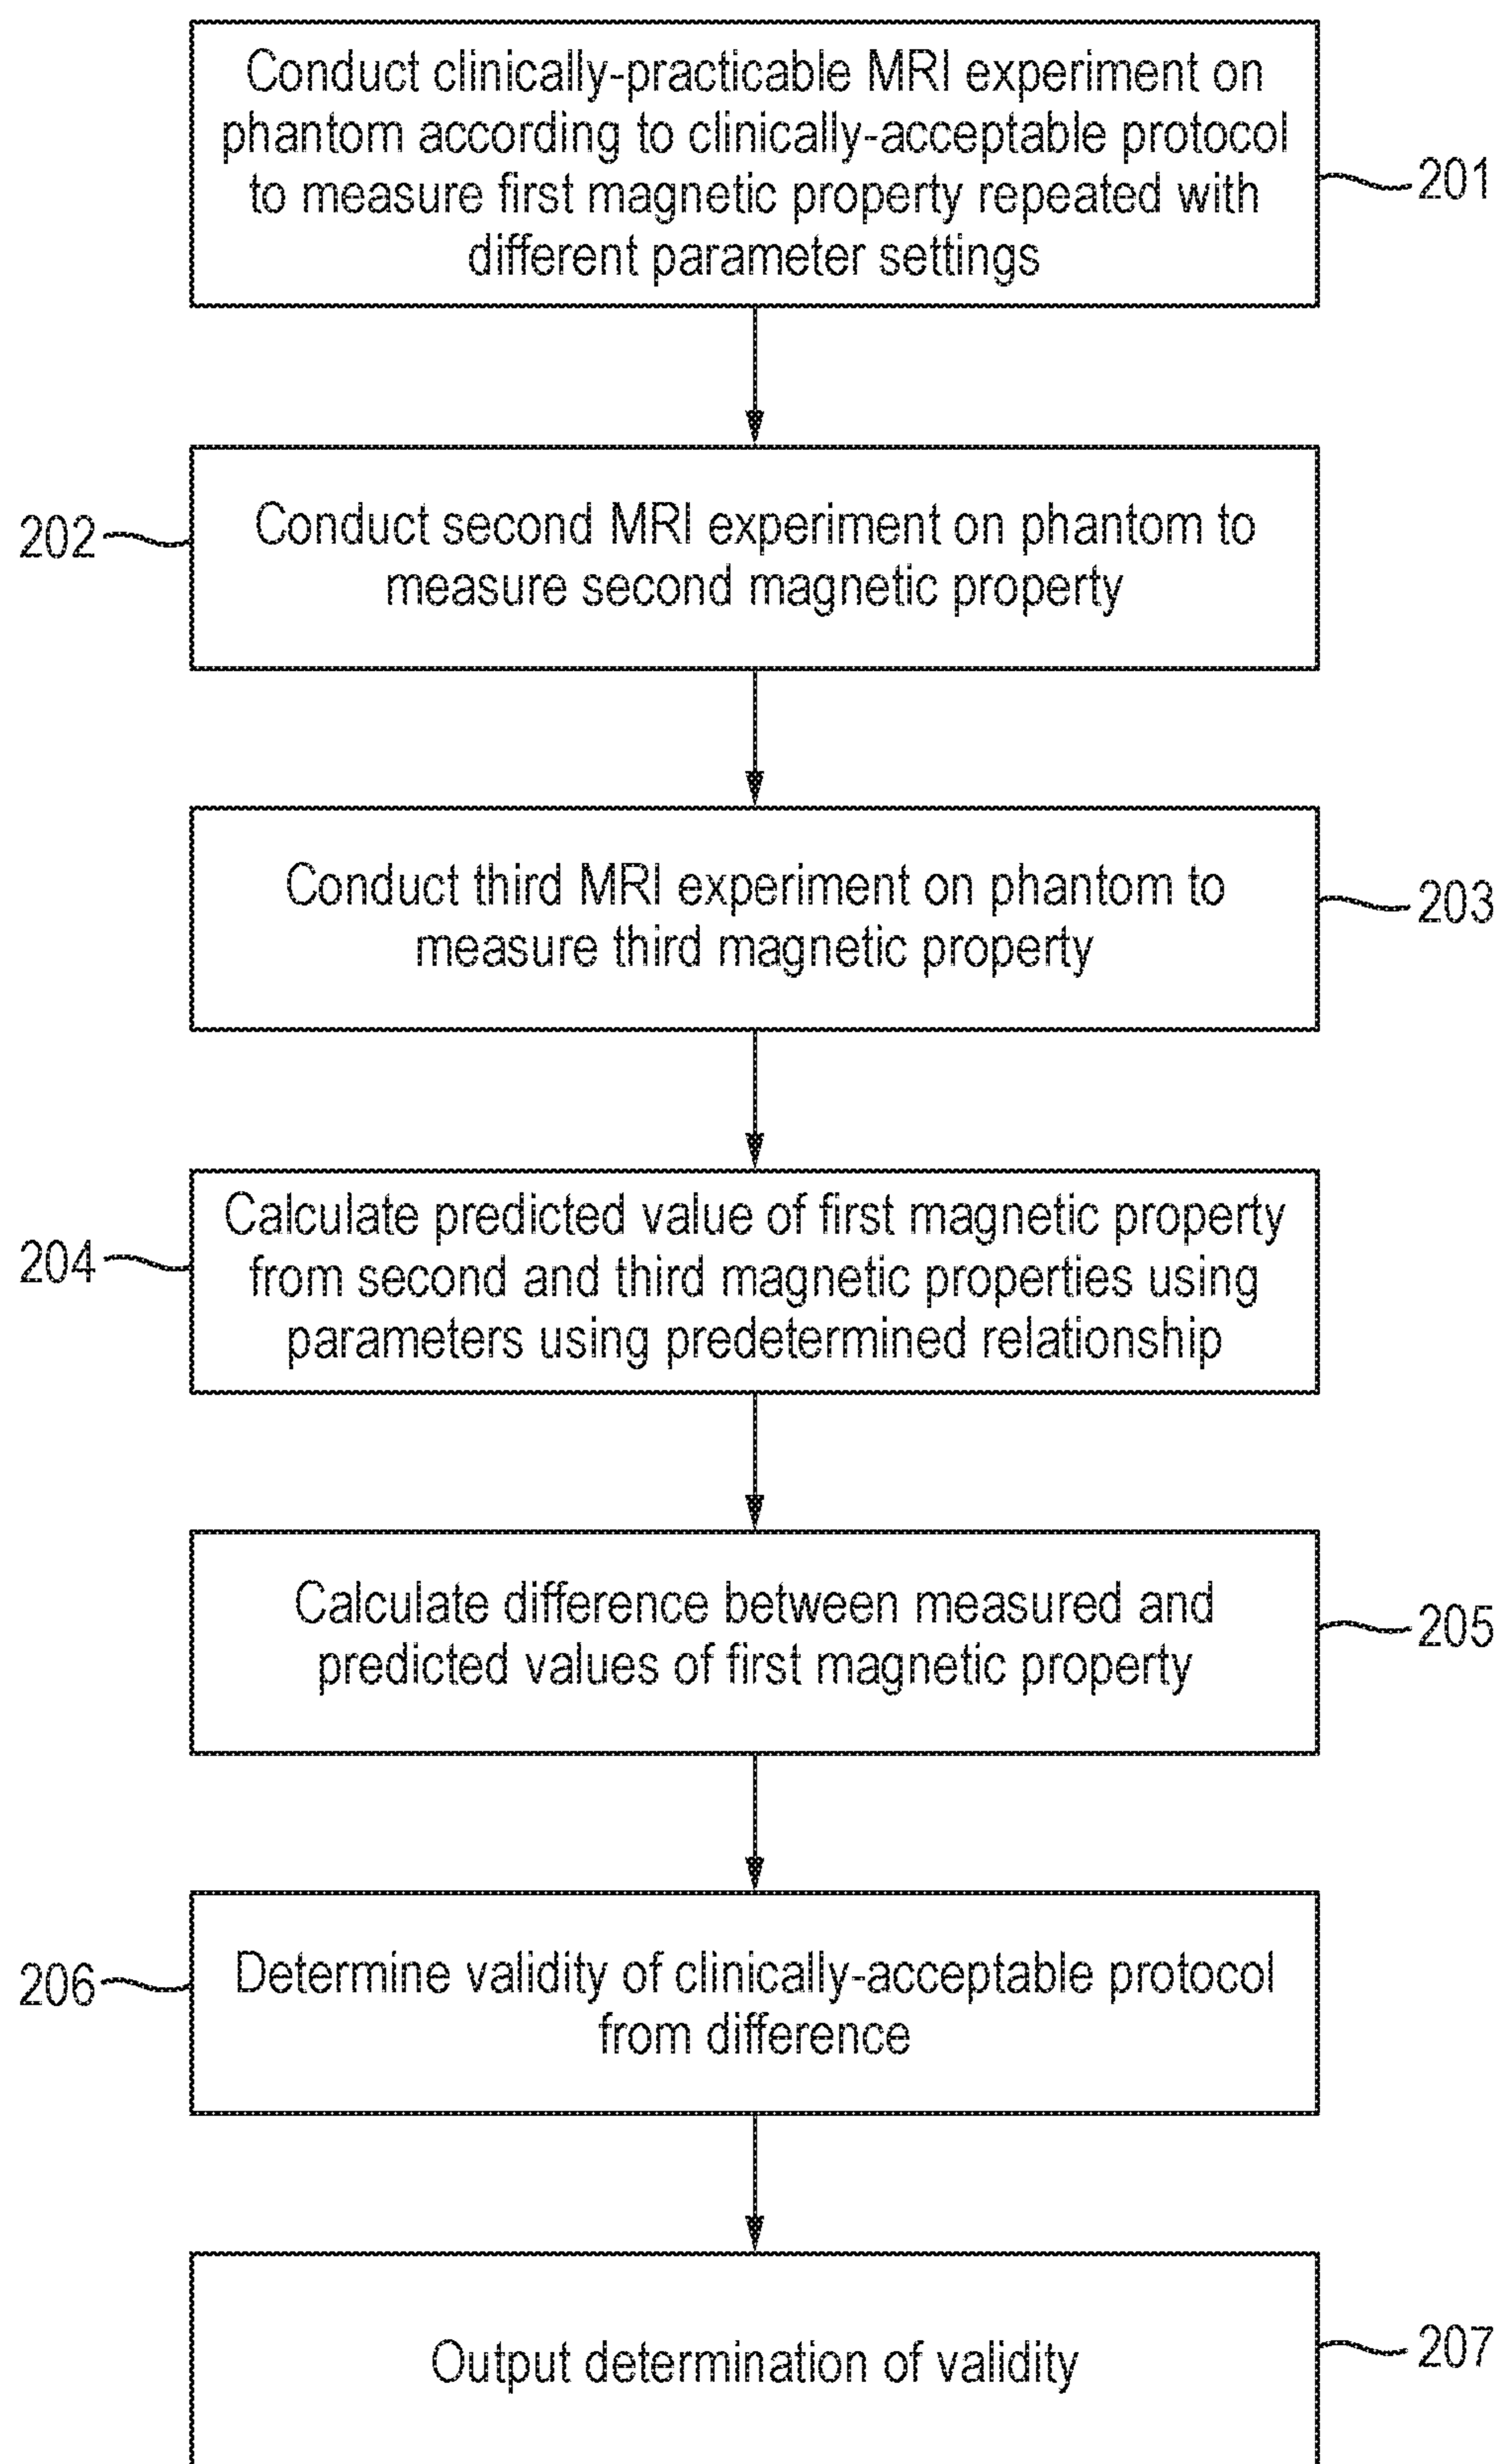 Conduct clinically-practicable MRI experiment on
phantom according to clinically-acceptable protocol
to measure first magnetic property repeated with
different parameter settings
201
202
Conduct second MRI experiment on phantom to
measure second magnetic property
Conduct third MRI experiment on phantom to
measure third magnetic property
203
204
Calculate predicted value of first magnetic property
from second and third magnetic properties using
parameters using predetermined relationship
Calculate difference between measured and
predicted values of first magnetic property
205
206
Determine validity of clinically-acceptable protocol
from difference
Output determination of validity
207